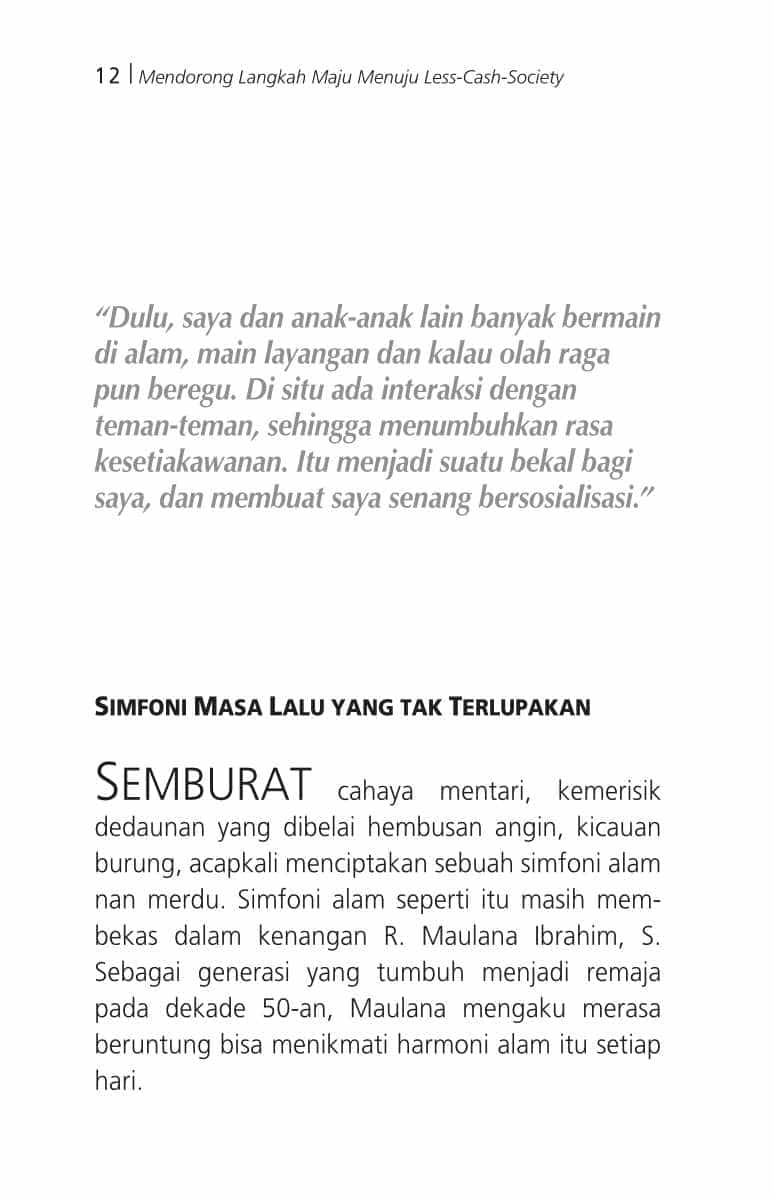 12 | Mendorong Langkah Maju Menuju Less-Cash-Society
“Dulu, saya dan anak-anak lain banyak bermain
di alam, main layangan dan kalau olah raga
pun beregu. Di situ ada interaksi dengan
teman-teman, sehingga menumbuhkan rasa
kesetiakawanan. Itu menjadi suatu bekal bagi
saya, dan membuat saya senang bersosialisasi.”
SIMFONI MASA LALU YANG TAK TERLUPAKAN
SEMBURAT cahaya mentari, kemerisik
dedaunan yang dibelai hembusan angin, kicauan
burung, acapkali menciptakan sebuah simfoni alam
nan merdu. Simfoni alam seperti itu masih mem-
bekas dalam kenangan R. Maulana Ibrahim, S.
Sebagai generasi yang tumbuh menjadi remaja
pada dekade 50-an, Maulana mengaku merasa
beruntung bisa menikmati harmoni alam itu setiap
hari.